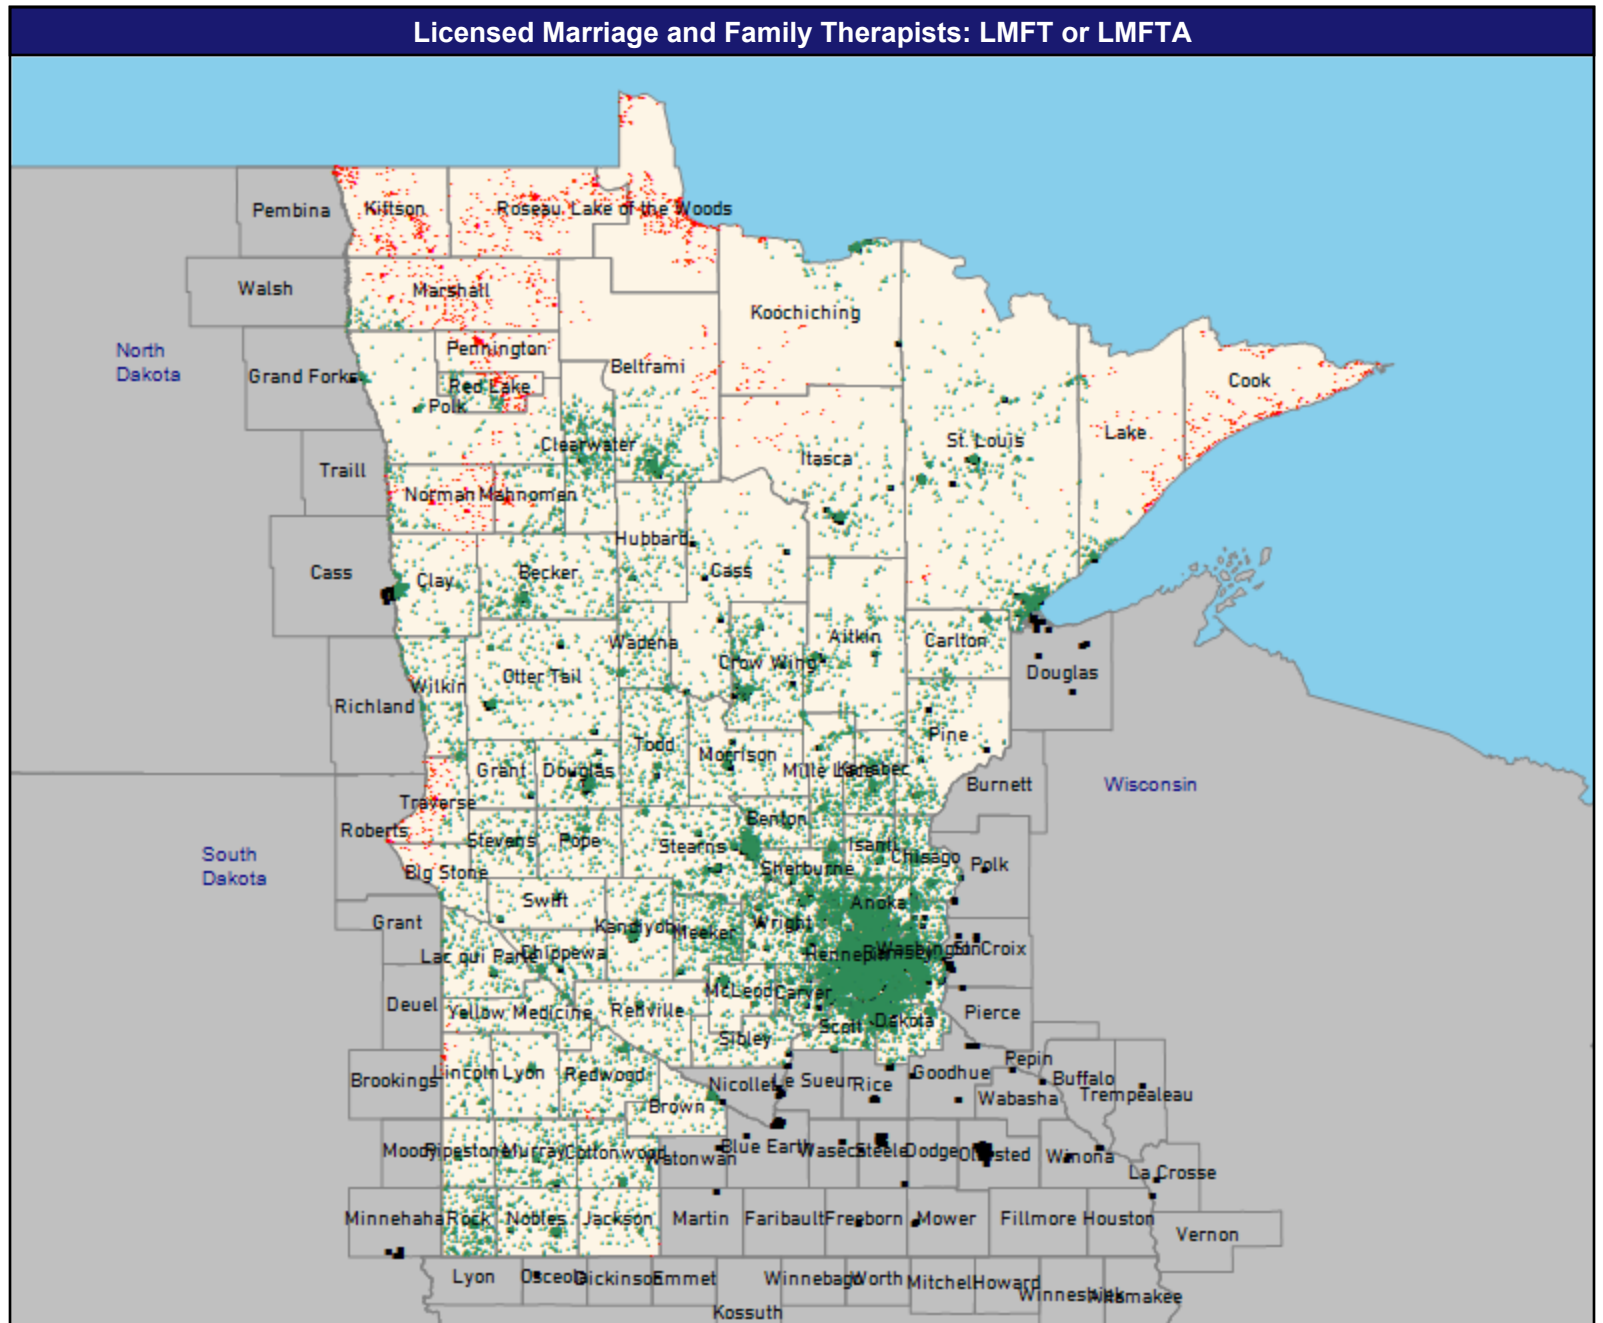 Licensed Marriage and Family Therapists: LMFT or LMFTA
Pembina
Kittson
Roseau
Lake of the Woods
Walsh
Marshall
Koochiching
North
Dakota
Pennington
Grand Forks
Red Lake
Beltrami
Cook
Polk
Clearwater
St. Louis
Lake
Traill
Itasca
Norman
Mahnomen
Hubbard
Cass
Clay
Becker
Cass
Wadena
Aitkin
Carlton
Crow Wing
Douglas
Otter Tail
Wilkin
Richland
Pine
Todd
Morrison
Grant
Douglas
Mille Lacs
Kanabec
Burnett
Wisconsin
Traverse
Roberts
Benton
Stevens
Pope
Stearns
Isanti
Chisago
South
Dakota
Big Stone
Sherburne
Polk
Swift
Anoka
Grant
Kandiyohi
Meeker
Wright
Lac qui Parle
Chippewa
Hennepin
Ramsey
Washington
St. Croix
Deuel
McLeod
Carver
Yellow Medicine
Renville
Pierce
Scott
Dakota
Sibley
Pepin
Brookings
Lincoln
Lyon
Redwood
Nicollet
Le Sueur
Rice
Goodhue
Buffalo
Brown
Wabasha
Trempealeau
Moody
Pipestone
Murray
Cottonwood
Watonwan
Blue Earth
Waseca
Steele
Dodge
Olmsted
Winona
La Crosse
Minnehaha
Rock
Nobles
Jackson
Martin
Faribault
Freeborn
Mower
Fillmore
Houston
Vernon
Lyon
Osceola
Dickinson
Emmet
Winnebago
Worth
Mitchell
Howard
Winneshiek
Allamakee
Kossuth